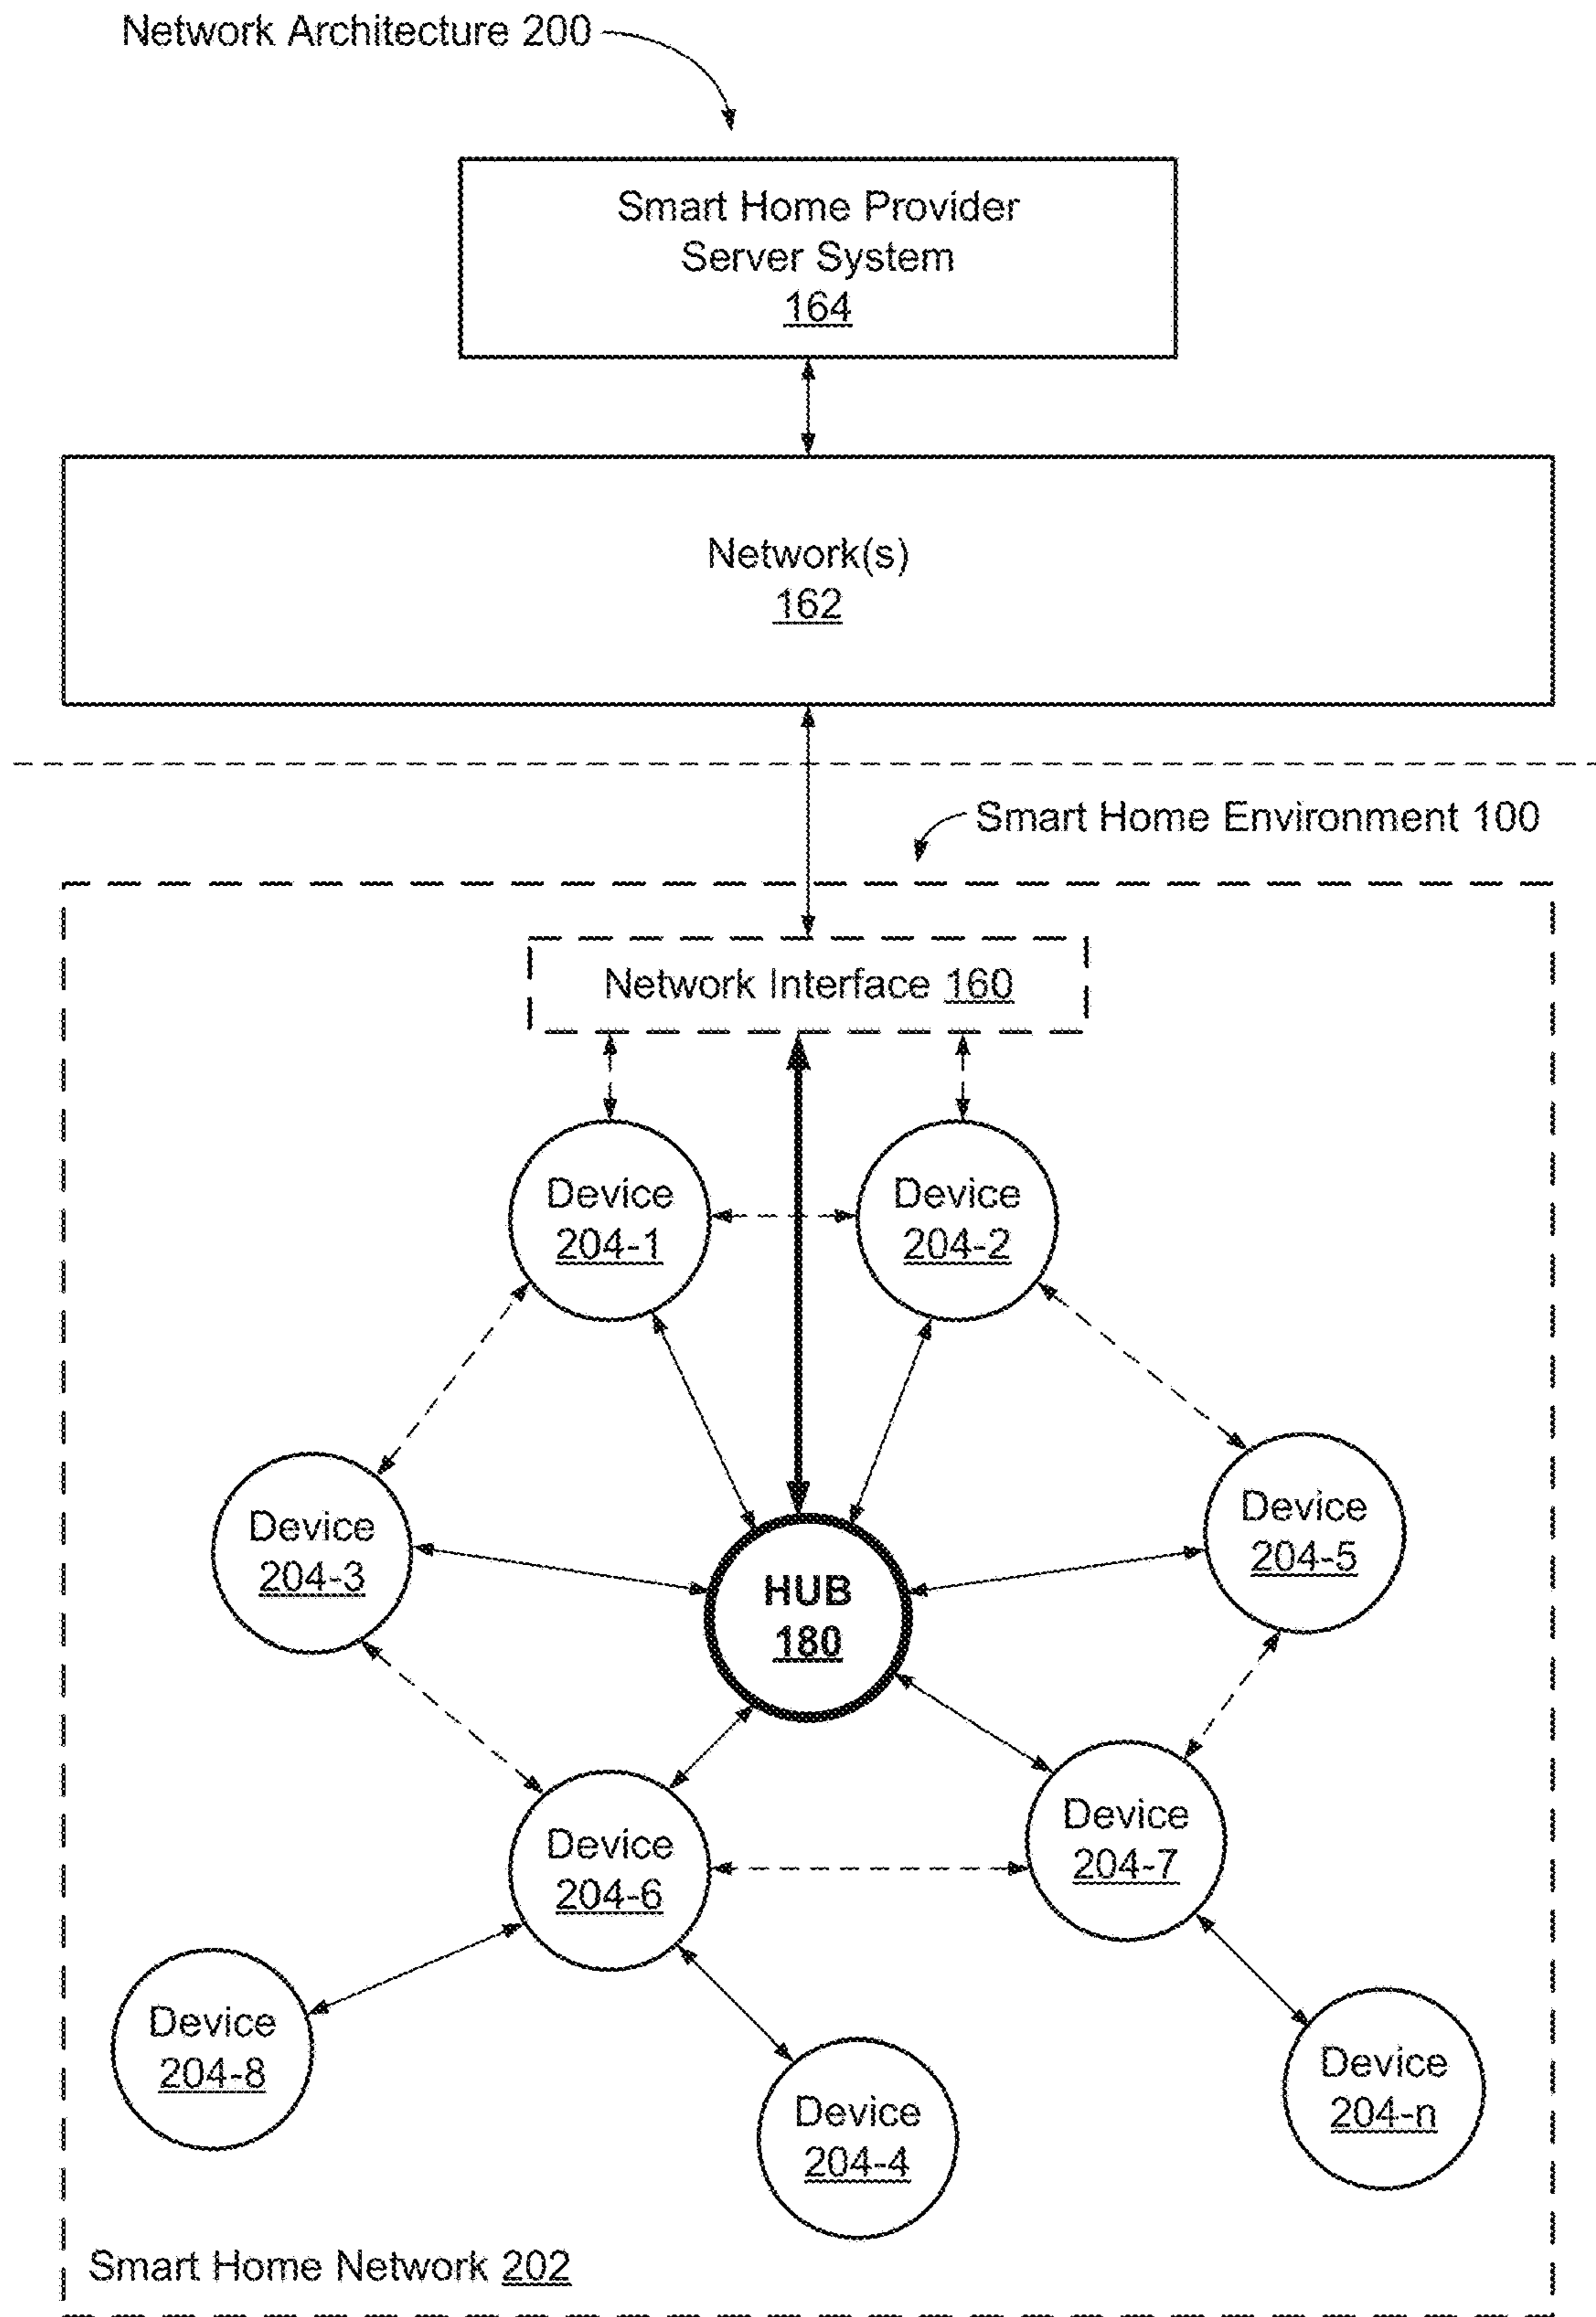 Network Architecture 200
Smart Home Provider
Server System
164
Network(s)
162
Smart Home Environment 100
Network Interface 160
Device
204-1
Device
204-2
Device
204-3
Device
204-5
HUB
180
Device
204-6
Device
204-7
Device
204-8
Device
204-4
Device
204-n
Smart Home Network 202